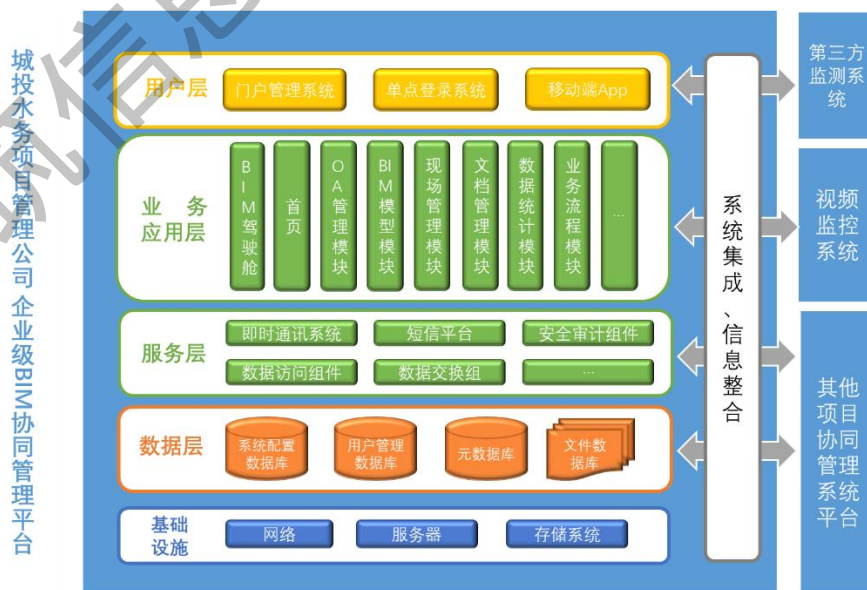 城投水务项目管理公司 企业级BIM协同管理平台
用户层
门户管理系统
单点登录系统
移动端App
业 务
应用层
BIM驾驶舱
首页
OA管理模块
BIM模型模块
现场管理模块
文档管理模块
数据统计模块
业务流程模块
...
服务层
即时通讯系统
短信平台
安全审计组件
数据访问组件
数据交换组
...
数据层
系统配置
数据库
用户管理
数据库
元数据库
文件数
据库
基础
设施
网络
服务器
存储系统
系统集成、信息整合
第三方
监测系
统
视频
监控
系统
其他
项目
协同
管理
系统
平台
筑信息